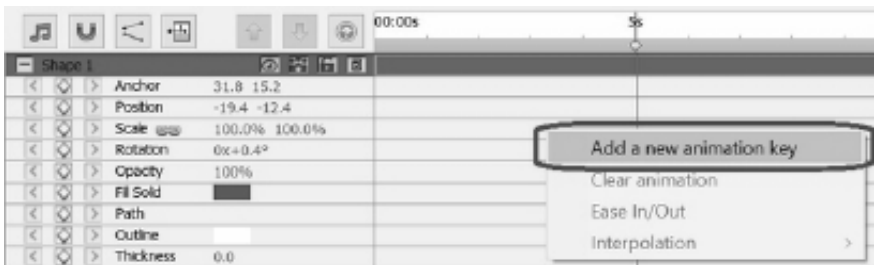 00:00s 5s
Shape 1
Anchor 31.8 15.2
Position -19.4 -12.4
Scale 100.0% 100.0%
Rotation 0x+0.4º
Opacity 100%
Fil Solid
Path
Outline
Thickness 0.0
Add a new animation key
Clear animation
Ease In/Out
Interpolation